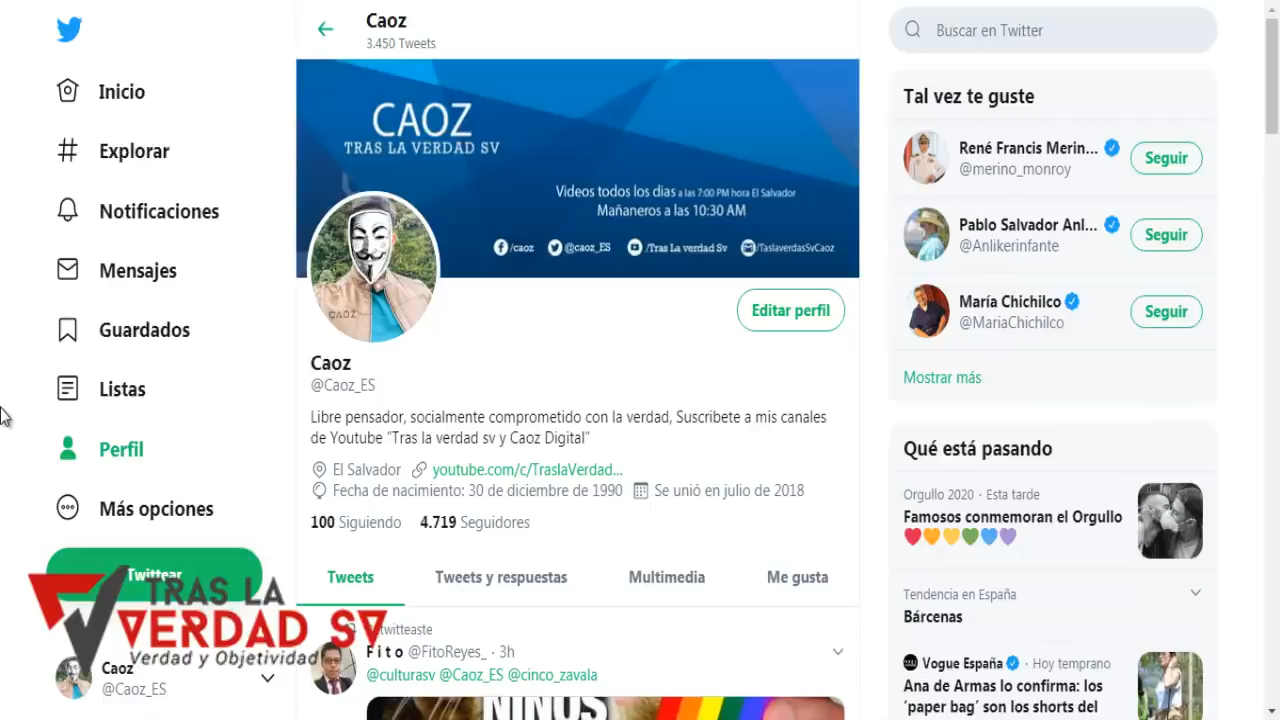 Inicio
Explorar
Notificaciones
Mensajes
Guardados
Listas
Perfil
Más opciones
Twittear
TRAS LA
VERDAD SV
Verdad y Objetividad
Caoz
@Caoz_ES
Caoz
3.450 Tweets
CAOZ
TRAS LA VERDAD SV
Videos todos los dias a las 7:00 PM hora El Salvador
Mañaneros a las 10:30 AM
/caoz @caoz_ES /Tras La verdad Sv /TaslaverdasSvCaoz
CAOZ
Editar perfil
Caoz
@Caoz_ES
Libre pensador, socialmente comprometido con la verdad, Suscribete a mis canales
de Youtube "Tras la verdad sv y Caoz Digital"
El Salvador youtube.com/c/TraslaVerdad...
Fecha de nacimiento: 30 de diciembre de 1990 Se unió en julio de 2018
100 Siguiendo 4.719 Seguidores
Tweets Tweets y respuestas Multimedia Me gusta
Fito @FitoReyes_ · 3h
@culturasv @Caoz_ES @cinco_zavala
NIÑOS
Buscar en Twitter
Tal vez te guste
René Francis Merin...
@merino_monroy
Seguir
Pablo Salvador Anl...
@Anlikerinfante
Seguir
María Chichilco
@MariaChichilco
Seguir
Mostrar más
Qué está pasando
Orgullo 2020 · Esta tarde
Famosos conmemoran el Orgullo
Tendencia en España
Bárcenas
Vogue España · Hoy temprano
Ana de Armas lo confirma: los
'paper bag' son los shorts del